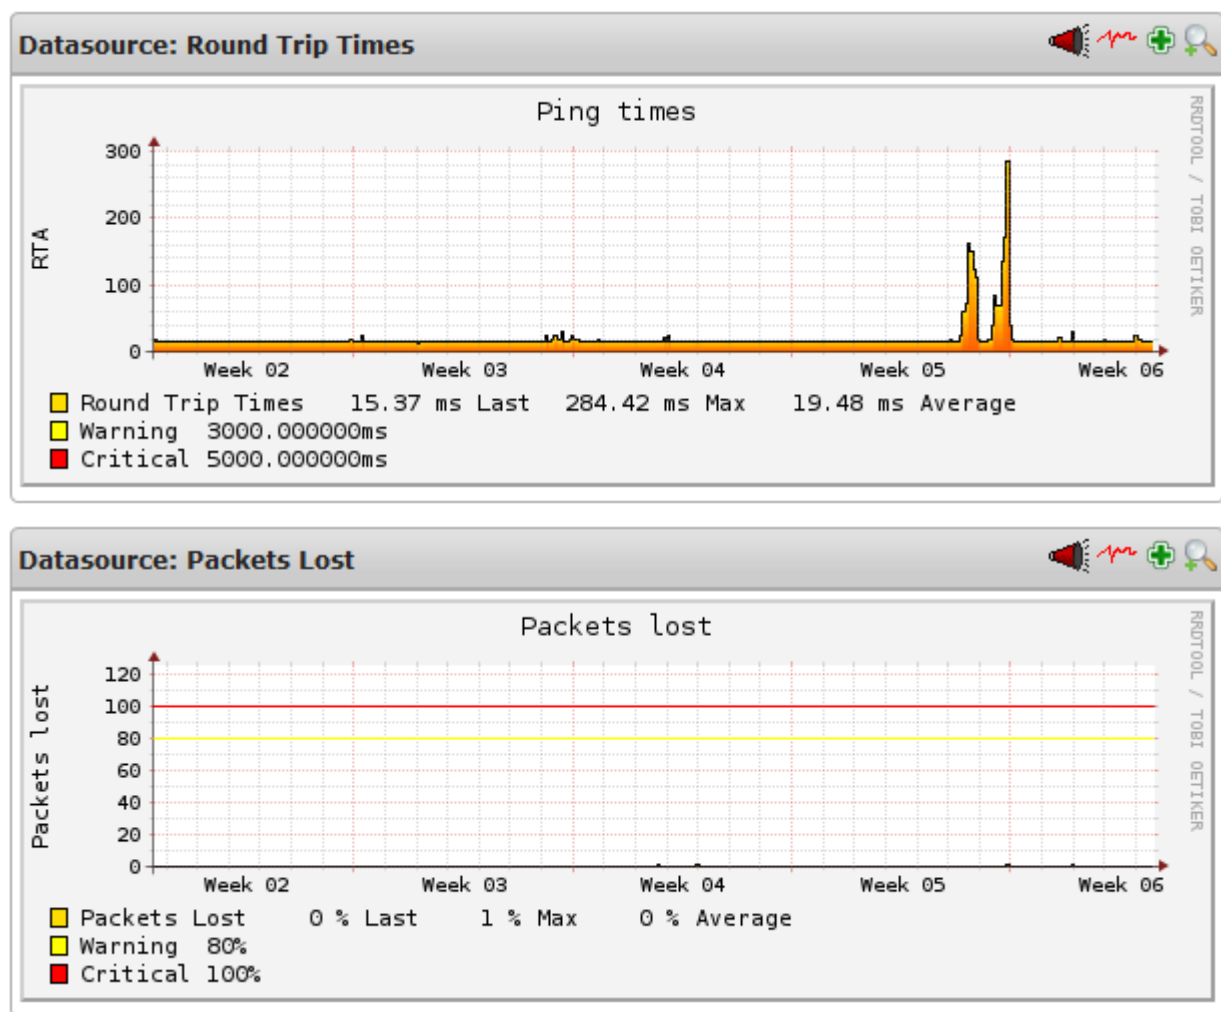 Datasource: Round Trip Times
Ping times
RRDTOOL / TOBI OETIKER
300
200
100
0
RTA
Week 02 Week 03 Week 04 Week 05 Week 06
Round Trip Times 15.37 ms Last 284.42 ms Max 19.48 ms Average
Warning 3000.000000ms
Critical 5000.000000ms
Datasource: Packets Lost
Packets lost
RRDTOOL / TOBI OETIKER
120
100
80
60
40
20
0
Packets lost
Week 02 Week 03 Week 04 Week 05 Week 06
Packets Lost 0 % Last 1 % Max 0 % Average
Warning 80%
Critical 100%